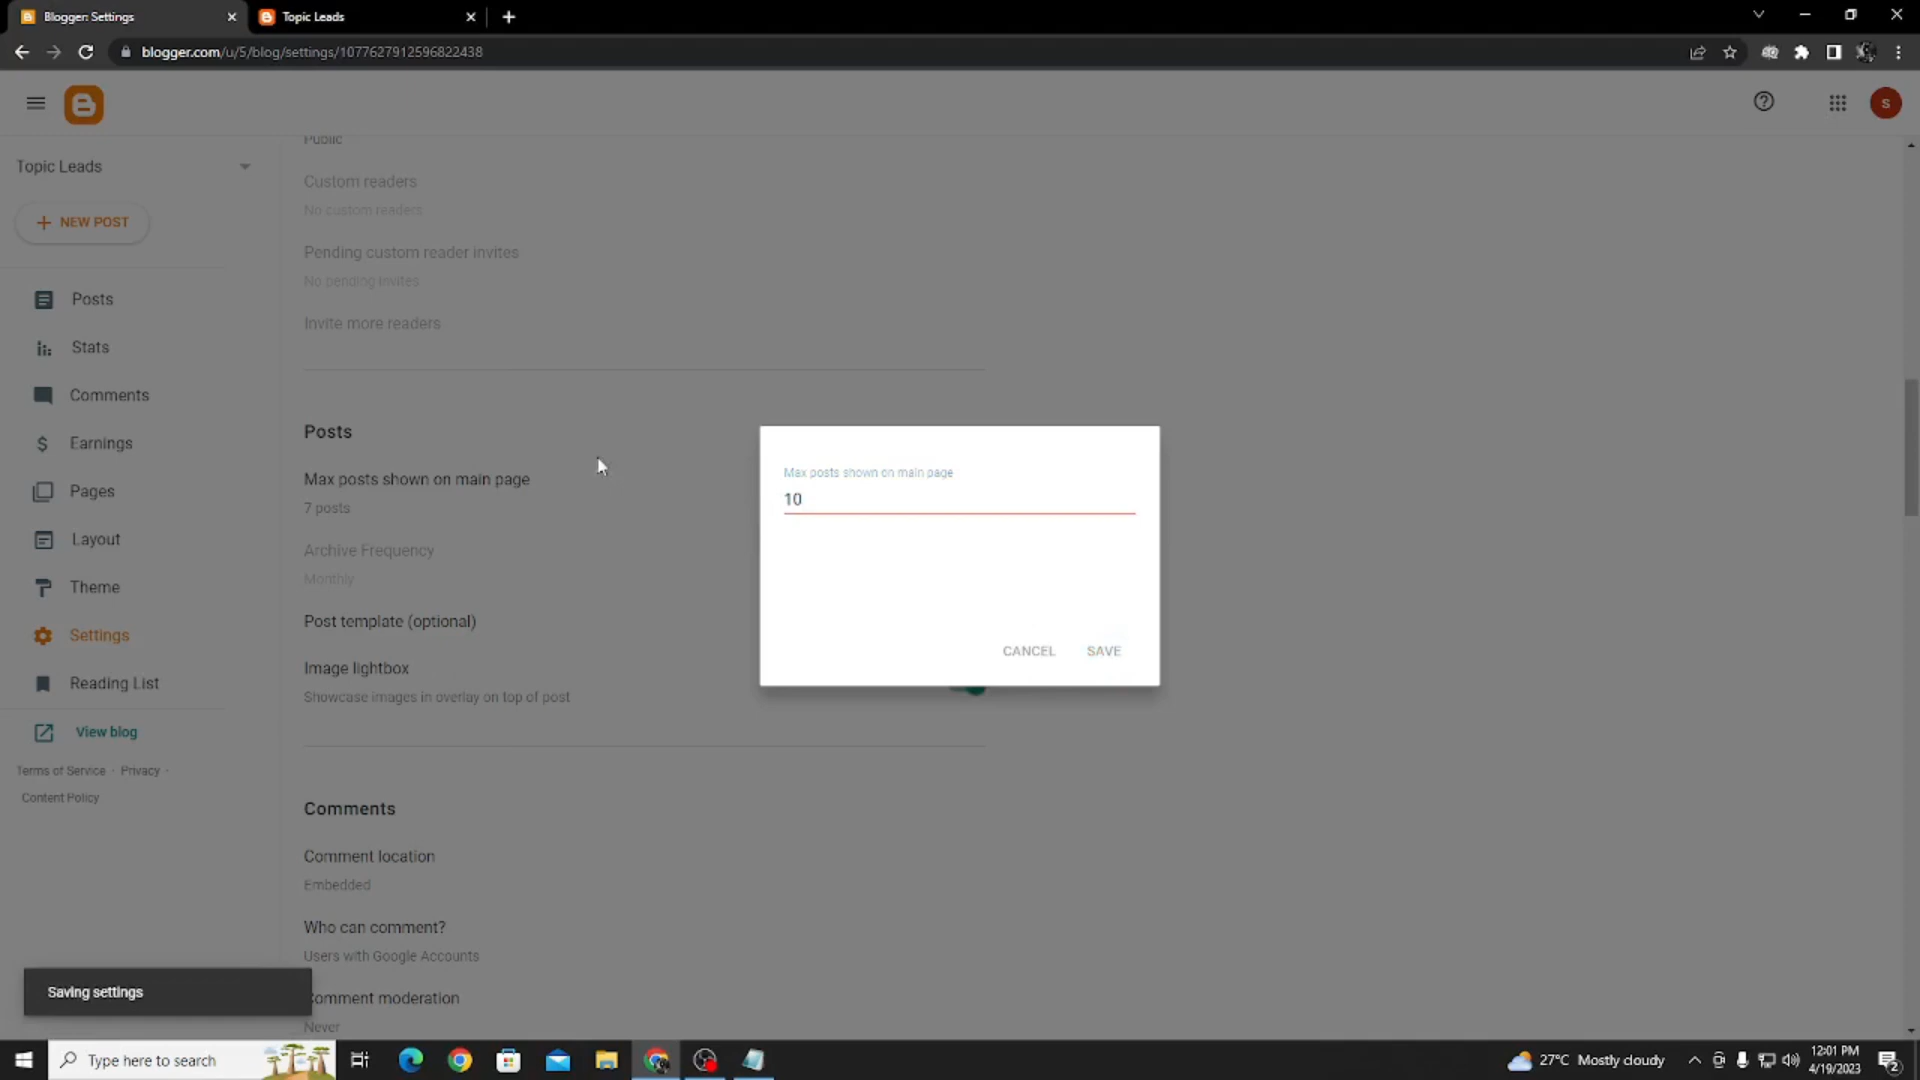 Blogger: Settings
Topic Leads
blogger.com/u/5/blog/settings/1077627912596822438
S
Topic Leads
NEW POST
Posts
Stats
Comments
Earnings
Pages
Layout
Theme
Settings
Reading List
View blog
Terms of Service · Privacy ·
Content Policy
Public
Custom readers
No custom readers
Pending custom reader invites
No pending invites
Invite more readers
Posts
Max posts shown on main page
7 posts
Archive Frequency
Monthly
Post template (optional)
Image lightbox
Showcase images in overlay on top of post
Comments
Comment location
Embedded
Who can comment?
Users with Google Accounts
Comment moderation
Never
Max posts shown on main page
10
CANCEL
SAVE
Saving settings
Type here to search
27°C Mostly cloudy
12:01 PM
4/19/2023
2